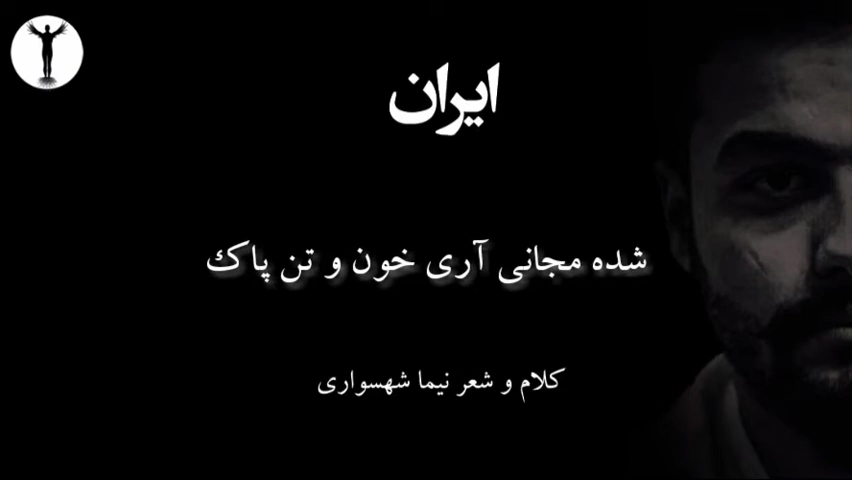 ایران
شده مجانی آری خون و تن پاک
کلام و شعر نیما شهسواری